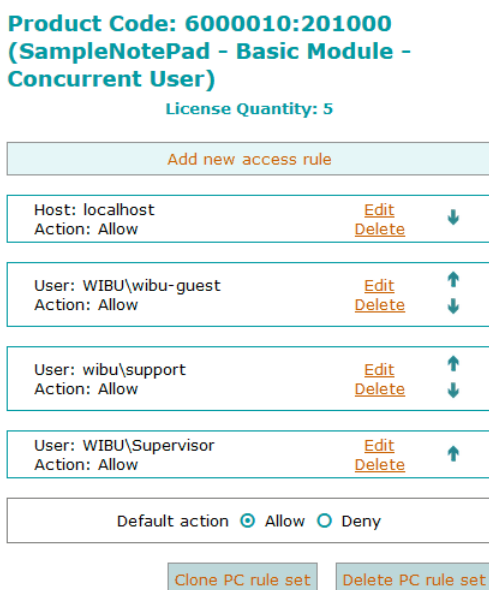 Product Code: 6000010:201000
(SampleNotePad - Basic Module -
Concurrent User)
License Quantity: 5
Add new access rule
Host: localhost Edit
Action: Allow Delete
User: WIBU\wibu-guest Edit
Action: Allow Delete
User: wibu\support Edit
Action: Allow Delete
User: WIBU\Supervisor Edit
Action: Allow Delete
Default action Allow Deny
Clone PC rule set Delete PC rule set